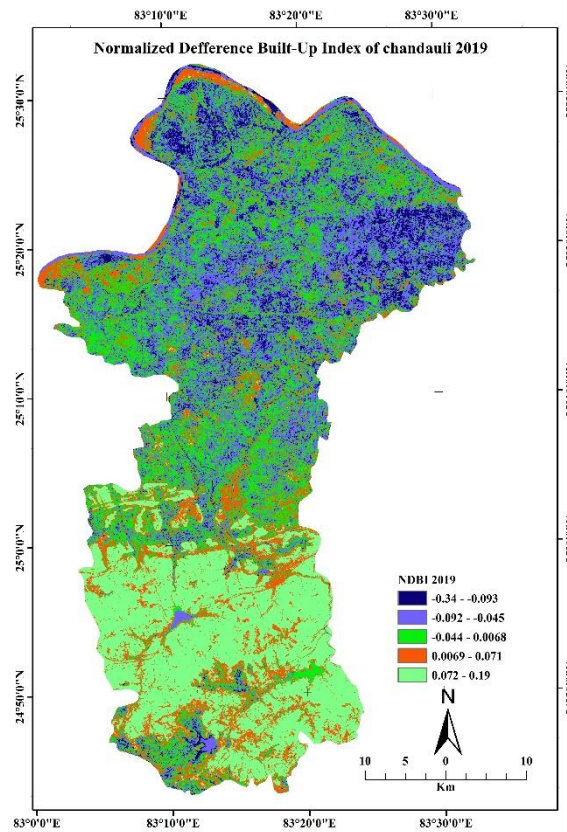 83°10'0"E 83°20'0"E 83°30'0"E
Normalized Defference Built-Up Index of chandauli 2019
25°30'0"N
25°20'0"N
25°10'0"N
25°0'0"N
24°50'0"N
NDBI 2019
-0.34 - -0.093
-0.092 - -0.045
-0.044 - 0.0068
0.0069 - 0.071
0.072 - 0.19
N
10 5 0 10
Km
83°0'0"E 83°10'0"E 83°20'0"E 83°30'0"E